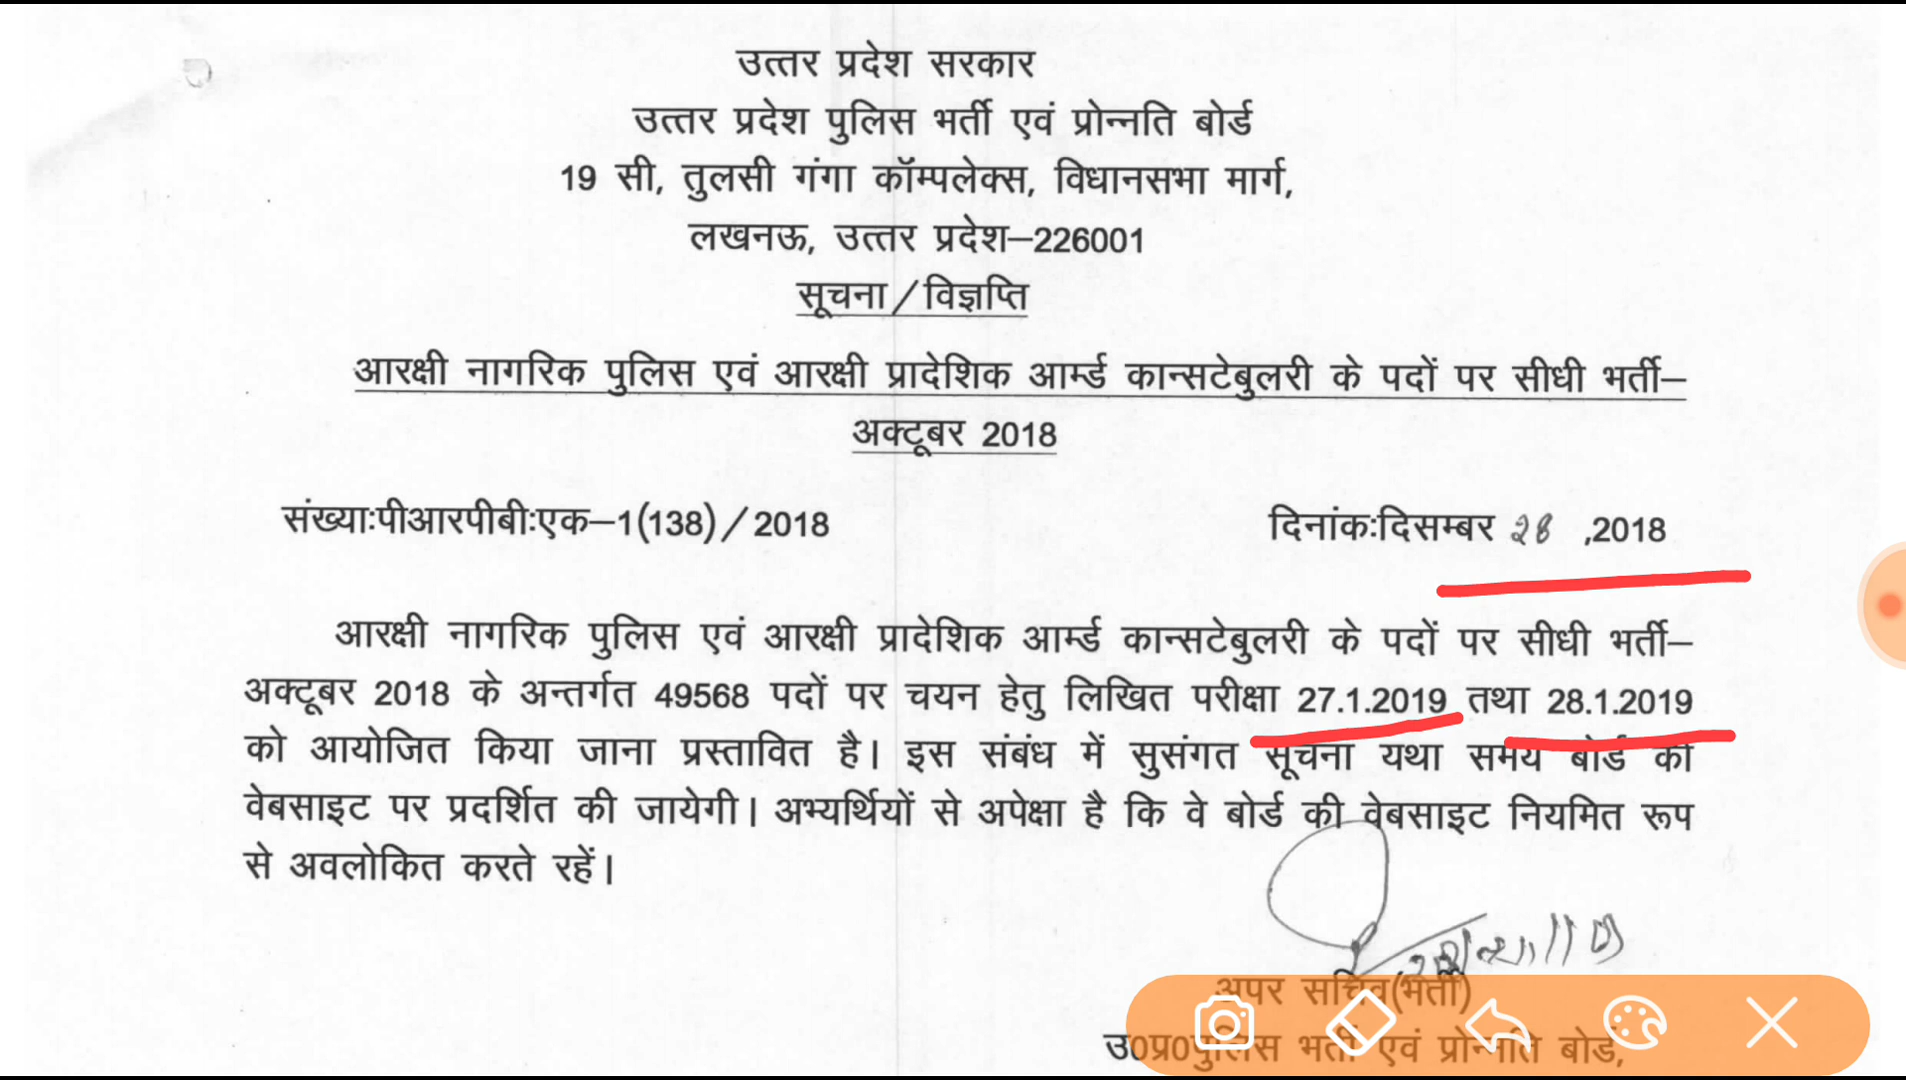 उत्तर प्रदेश सरकार
उत्तर प्रदेश पुलिस भर्ती एवं प्रोन्नति बोर्ड
19 सी, तुलसी गंगा कॉम्पलेक्स, विधानसभा मार्ग,
लखनऊ, उत्तर प्रदेश–226001
सूचना/विज्ञप्ति
आरक्षी नागरिक पुलिस एवं आरक्षी प्रादेशिक आर्म्ड कान्सटेबुलरी के पदों पर सीधी भर्ती–
अक्टूबर 2018
संख्याःपीआरपीबीःएक–1(138)/2018 दिनांकःदिसम्बर 28 ,2018
आरक्षी नागरिक पुलिस एवं आरक्षी प्रादेशिक आर्म्ड कान्सटेबुलरी के पदों पर सीधी भर्ती–
अक्टूबर 2018 के अन्तर्गत 49568 पदों पर चयन हेतु लिखित परीक्षा 27.1.2019 तथा 28.1.2019
को आयोजित किया जाना प्रस्तावित है। इस संबंध में सुसंगत सूचना यथा समय बोर्ड की
वेबसाइट पर प्रदर्शित की जायेगी। अभ्यर्थियों से अपेक्षा है कि वे बोर्ड की वेबसाइट नियमित रूप
से अवलोकित करते रहें।
अपर सचिव(भर्ती)
उ0प्र0पुलिस भर्ती एवं प्रोन्नति बोर्ड,